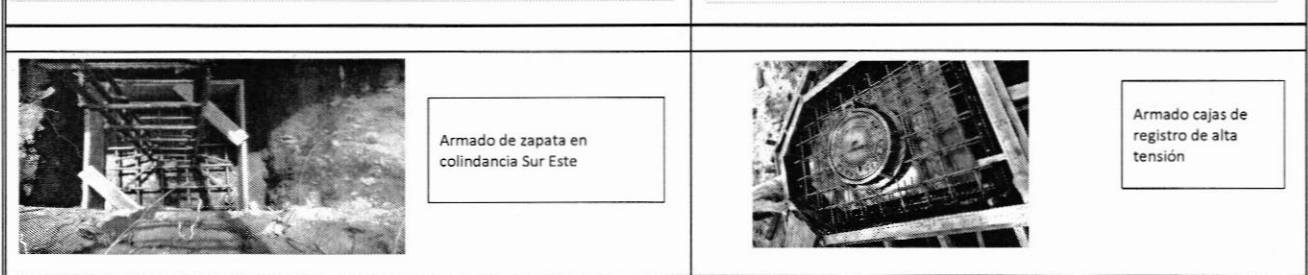 Armado de zapata en
colindancia Sur Este
Armado cajas de
registro de alta
tensión